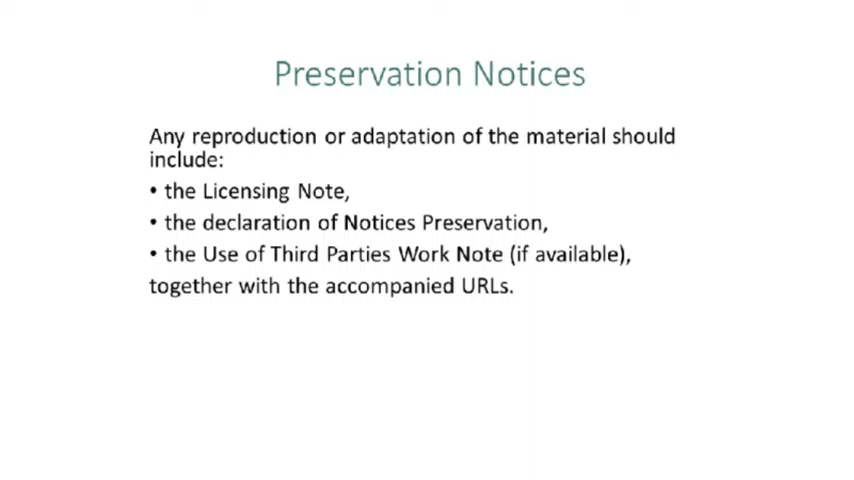 Preservation Notices
Any reproduction or adaptation of the material should
include:
• the Licensing Note,
• the declaration of Notices Preservation,
• the Use of Third Parties Work Note (if available),
together with the accompanied URLs.